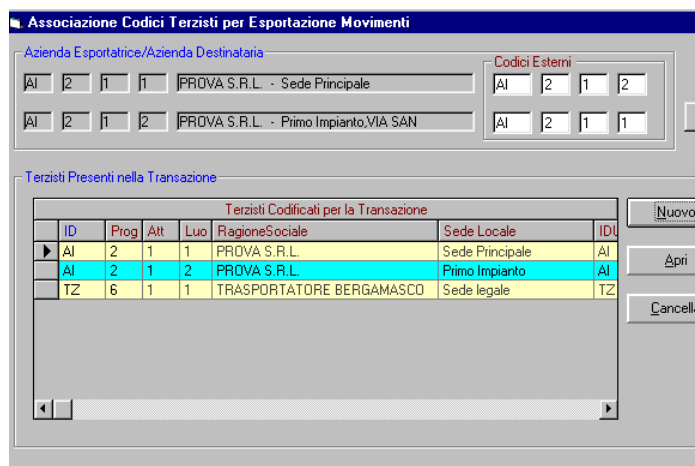 Associazione Codici Terzisti per Esportazione Movimenti
Azienda Esportatrice/Azienda Destinataria
Codici Esterni
AI 2 1 1 PROVA S.R.L. - Sede Principale AI 2 1 2
AI 2 1 2 PROVA S.R.L. - Primo Impianto,VIA SAN AI 2 1 1
Terzisti Presenti nella Transazione
Terzisti Codificati per la Transazione
Nuovo
ID Prog Att Luo RagioneSociale Sede Locale IDU
AI 2 1 1 PROVA S.R.L. Sede Principale AI
AI 2 1 2 PROVA S.R.L. Primo Impianto AI
Apri
TZ 6 1 1 TRASPORTATORE BERGAMASCO Sede legale TZ
Cancella